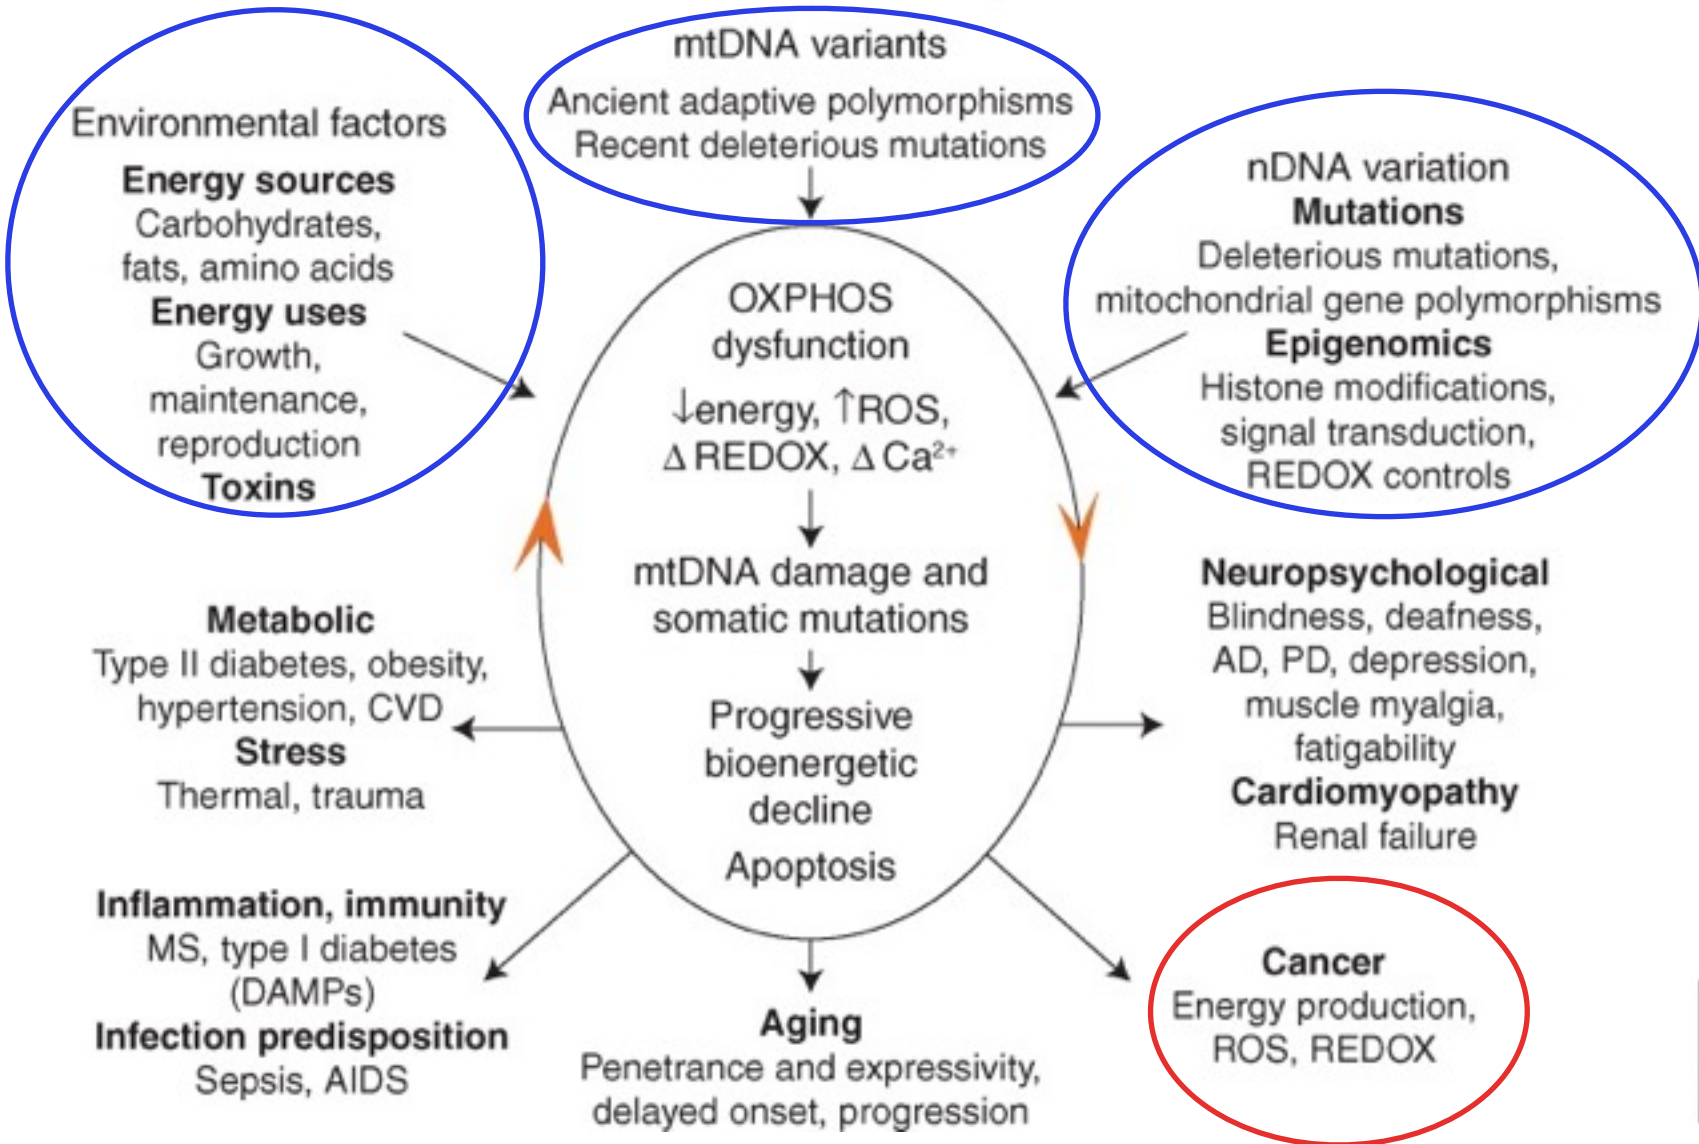 mtDNA variants
Ancient adaptive polymorphisms
Recent deleterious mutations
Environmental factors
Energy sources
Carbohydrates,
fats, amino acids
Energy uses
Growth,
maintenance,
reproduction
Toxins
nDNA variation
Mutations
Deleterious mutations,
mitochondrial gene polymorphisms
Epigenomics
Histone modifications,
signal transduction,
REDOX controls
OXPHOS
dysfunction
↓energy, ↑ROS,
Δ REDOX, Δ Ca²⁺
mtDNA damage and
somatic mutations
Progressive
bioenergetic
decline
Apoptosis
Metabolic
Type II diabetes, obesity,
hypertension, CVD
Stress
Thermal, trauma
Neuropsychological
Blindness, deafness,
AD, PD, depression,
muscle myalgia,
fatigability
Cardiomyopathy
Renal failure
Inflammation, immunity
MS, type I diabetes
(DAMPs)
Infection predisposition
Sepsis, AIDS
Aging
Penetrance and expressivity,
delayed onset, progression
Cancer
Energy production,
ROS, REDOX